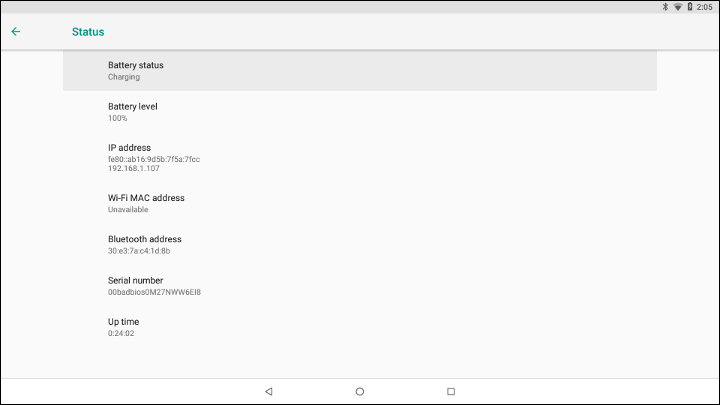 2:05
Status
Battery status
Charging
Battery level
100%
IP address
fe80::ab16:9d5b:7f5a:7fcc
192.168.1.107
Wi-Fi MAC address
Unavailable
Bluetooth address
30:e3:7a:c4:1d:8b
Serial number
00badbios0M27NWW6EI8
Up time
0:24:02